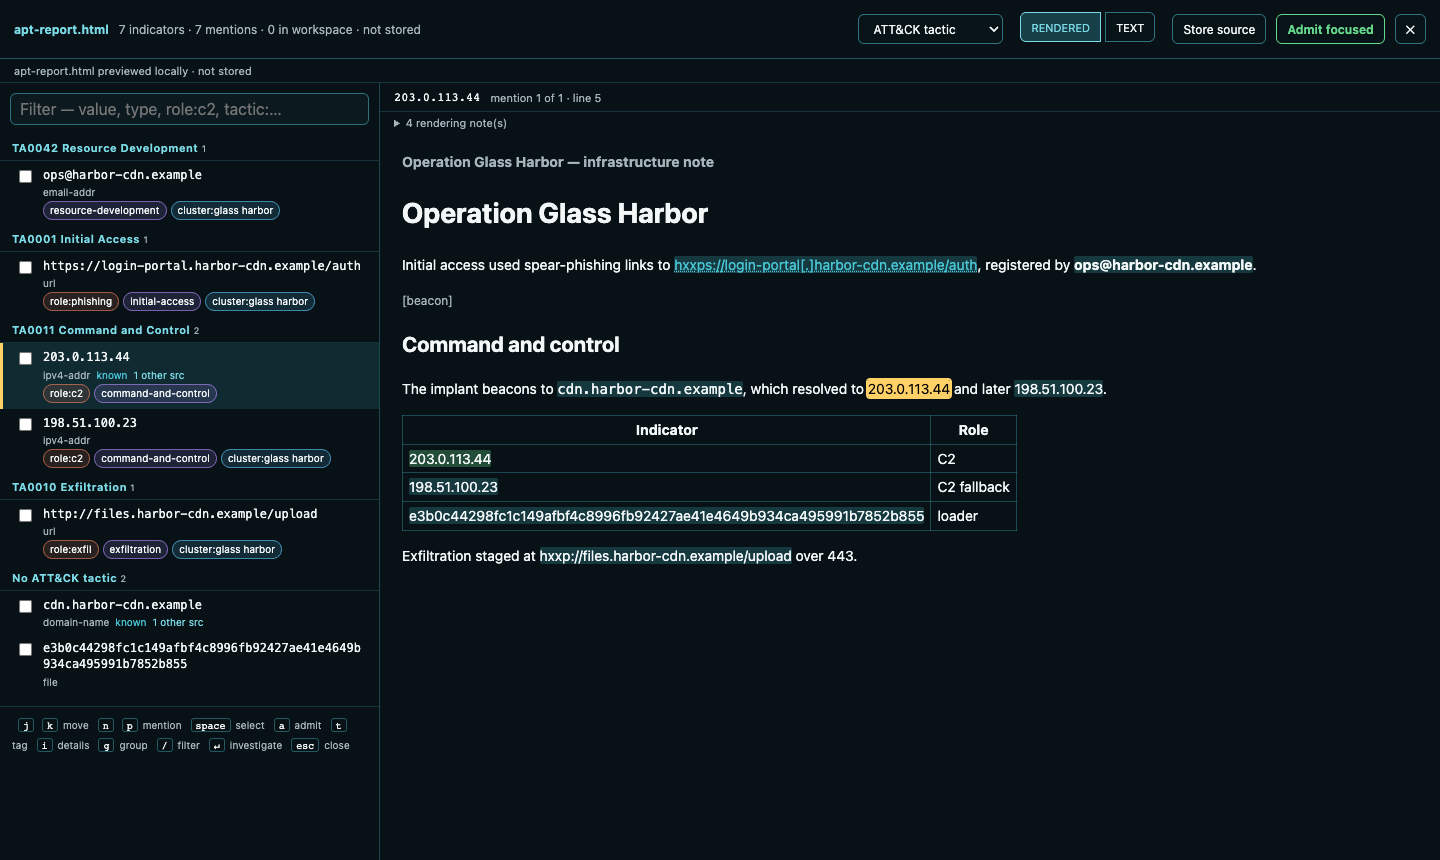 apt-report.html 7 indicators · 7 mentions · 0 in workspace · not stored
ATT&CK tactic
RENDERED TEXT
Store source
Admit focused
×
apt-report.html previewed locally · not stored
Filter — value, type, role:c2, tactic:...
TA0042 Resource Development 1
ops@harbor-cdn.example
email-addr
resource-development cluster:glass harbor
TA0001 Initial Access 1
https://login-portal.harbor-cdn.example/auth
url
role:phishing initial-access cluster:glass harbor
TA0011 Command and Control 2
203.0.113.44
ipv4-addr known 1 other src
role:c2 command-and-control
198.51.100.23
ipv4-addr
role:c2 command-and-control cluster:glass harbor
TA0010 Exfiltration 1
http://files.harbor-cdn.example/upload
url
role:exfil exfiltration cluster:glass harbor
No ATT&CK tactic 2
cdn.harbor-cdn.example
domain-name known 1 other src
e3b0c44298fc1c149afbf4c8996fb92427ae41e4649b
934ca495991b7852b855
file
j k move n p mention space select a admit t
tag i details g group / filter ↵ investigate esc close
203.0.113.44 mention 1 of 1 · line 5
▶ 4 rendering note(s)
Operation Glass Harbor — infrastructure note
Operation Glass Harbor
Initial access used spear-phishing links to hxxps://login-portal[.]harbor-cdn.example/auth, registered by ops@harbor-cdn.example.
[beacon]
Command and control
The implant beacons to cdn.harbor-cdn.example, which resolved to 203.0.113.44 and later 198.51.100.23.
Indicator Role
203.0.113.44 C2
198.51.100.23 C2 fallback
e3b0c44298fc1c149afbf4c8996fb92427ae41e4649b934ca495991b7852b855 loader
Exfiltration staged at hxxp://files.harbor-cdn.example/upload over 443.